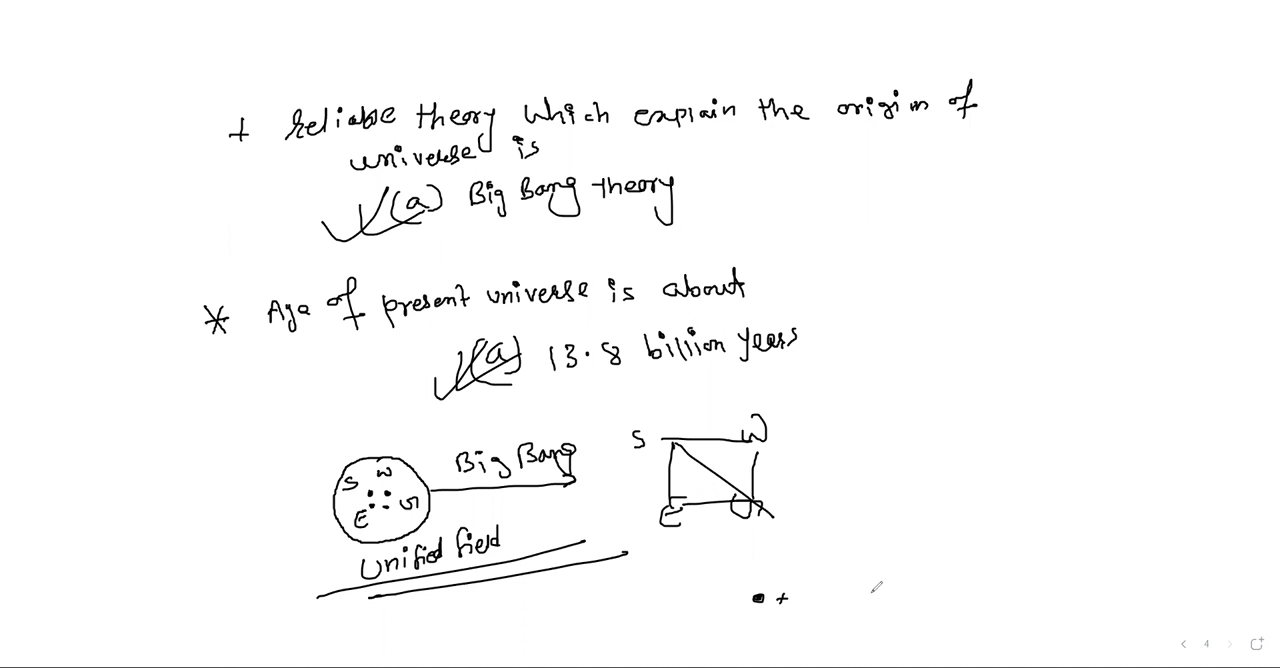 + Reliable theory which explain the origin of
universe is
(a) Big Bang theory
* Age of present universe is about
(a) 13.8 billion years
S W
E G
Big Bang
S W
E G
Unified field
+
4